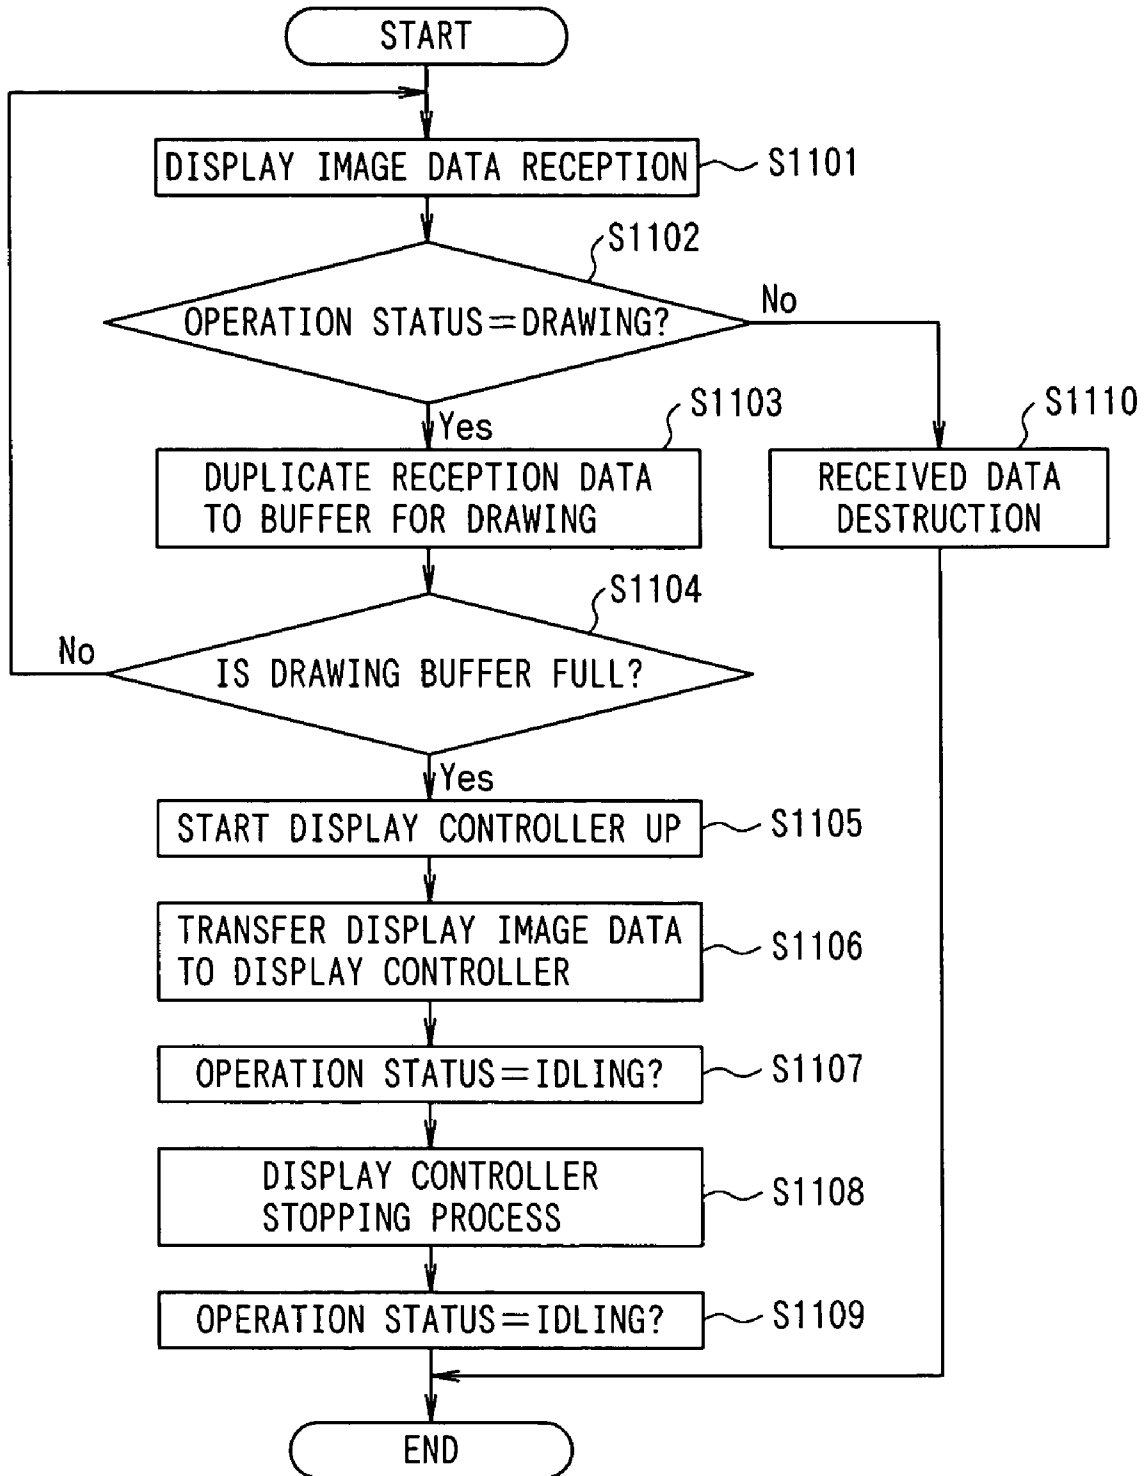 START
DISPLAY IMAGE DATA RECEPTION
S1101
S1102
OPERATION STATUS=DRAWING?
No
Yes
S1103
DUPLICATE RECEPTION DATA
TO BUFFER FOR DRAWING
S1110
RECEIVED DATA
DESTRUCTION
S1104
No
IS DRAWING BUFFER FULL?
Yes
START DISPLAY CONTROLLER UP
S1105
TRANSFER DISPLAY IMAGE DATA
TO DISPLAY CONTROLLER
S1106
OPERATION STATUS=IDLING?
S1107
DISPLAY CONTROLLER
STOPPING PROCESS
S1108
OPERATION STATUS=IDLING?
S1109
END